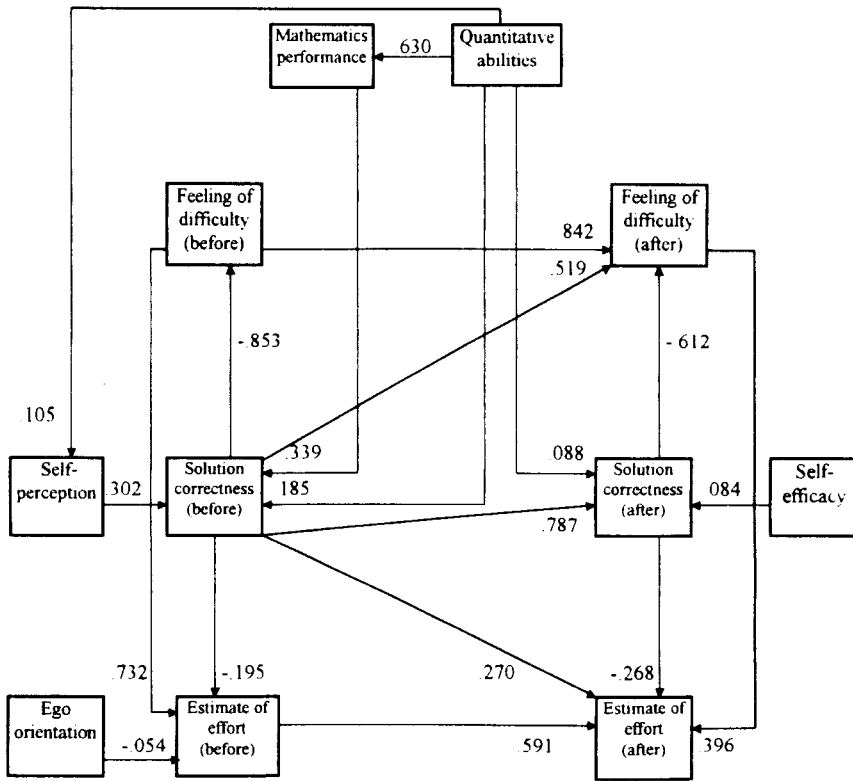 Mathematics
performance
630
Quantitative
abilities
Feeling of
difficulty
(before)
842
Feeling of
difficulty
(after)
.519
-.853
-.612
.105
Self-
perception
.302
Solution
correctness
(before)
.339
185
.088
Solution
correctness
(after)
.787
084
Self-
efficacy
.732
-.195
.270
-.268
Ego
orientation
-.054
Estimate of
effort
(before)
.591
Estimate of
effort
(after)
.396